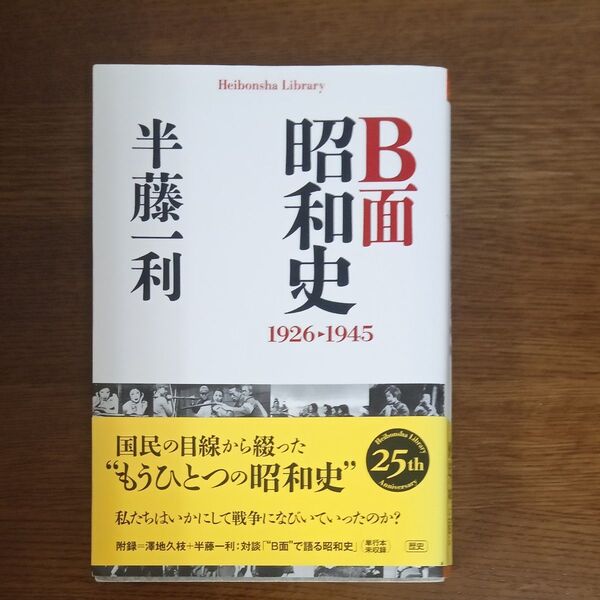 Heibonsha Library
B面
昭和史
1926▶1945
半藤一利
国民の目線から綴った
“もうひとつの昭和史”
私たちはいかにして戦争になびいていったのか?
附録=澤地久枝+半藤一利:対談「“B面”で語る昭和史」 単行本未収録 歴史
Heibonsha Library
25th
Anniversary